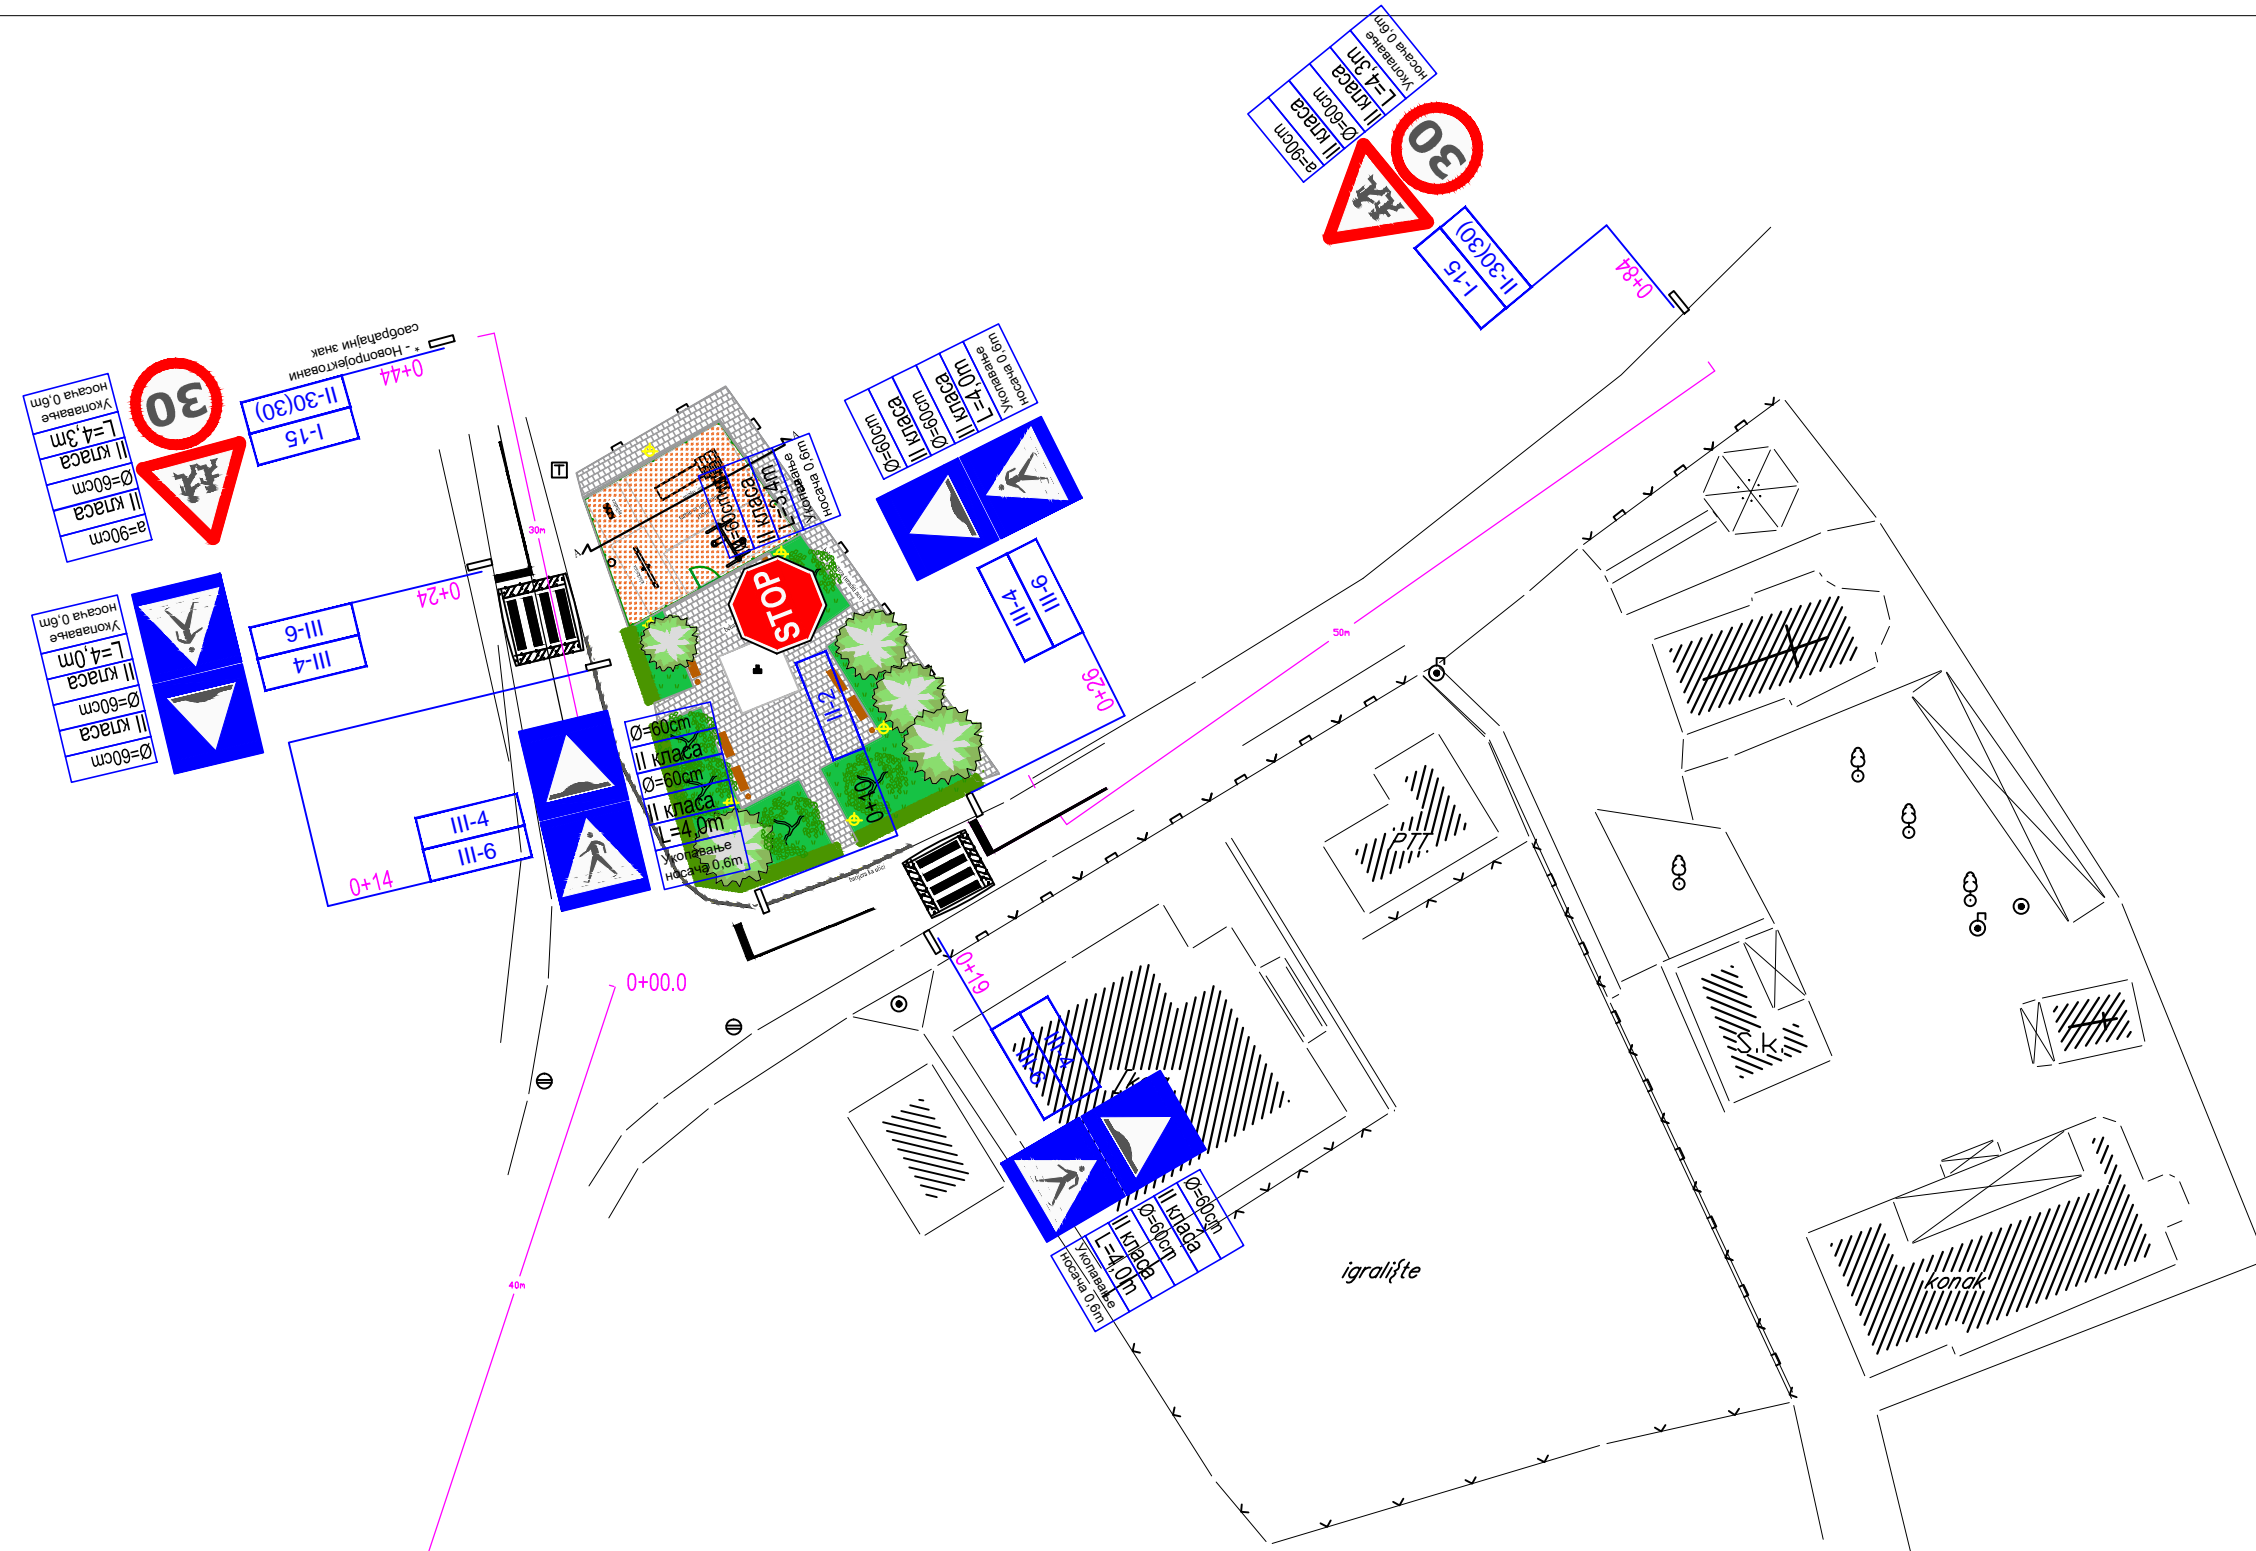 a=90cm
II класа
Ø=60cm
II класа
L=4,3m
Укопавање
носача 0,6m
30
I-15
II-30(30)
0+84
* - Новопројектовани
саобраћајни знак
0+44
II-30(30)
I-15
30
носача 0,6m
Укопавање
L=4,3m
II класа
Ø=60cm
II класа
a=90cm
0+24
III-6
III-4
носача 0,6m
Укопавање
L=4,0m
II класа
Ø=60cm
II класа
Ø=60cm
T
30m
A
A
Ø=60cm
II класа
L=3,4m
Укопавање
носача 0,6m
STOP
II-2
0+10
Ø=60cm
II класа
Ø=60cm
II класа
L=4,0m
Укопавање
носача 0,6m
III-4
III-6
0+26
50m
Ø=60cm
II класа
Ø=60cm
II класа
L=4,0m
Укопавање
носача 0,6m
III-4
III-6
0+14
0+00.0
0+19
III-4
III-6
Ø=60cm
II класа
Ø=60cm
II класа
L=4,0m
Укопавање
носача 0,6m
40m
PTT
S.k.
igralište
konak